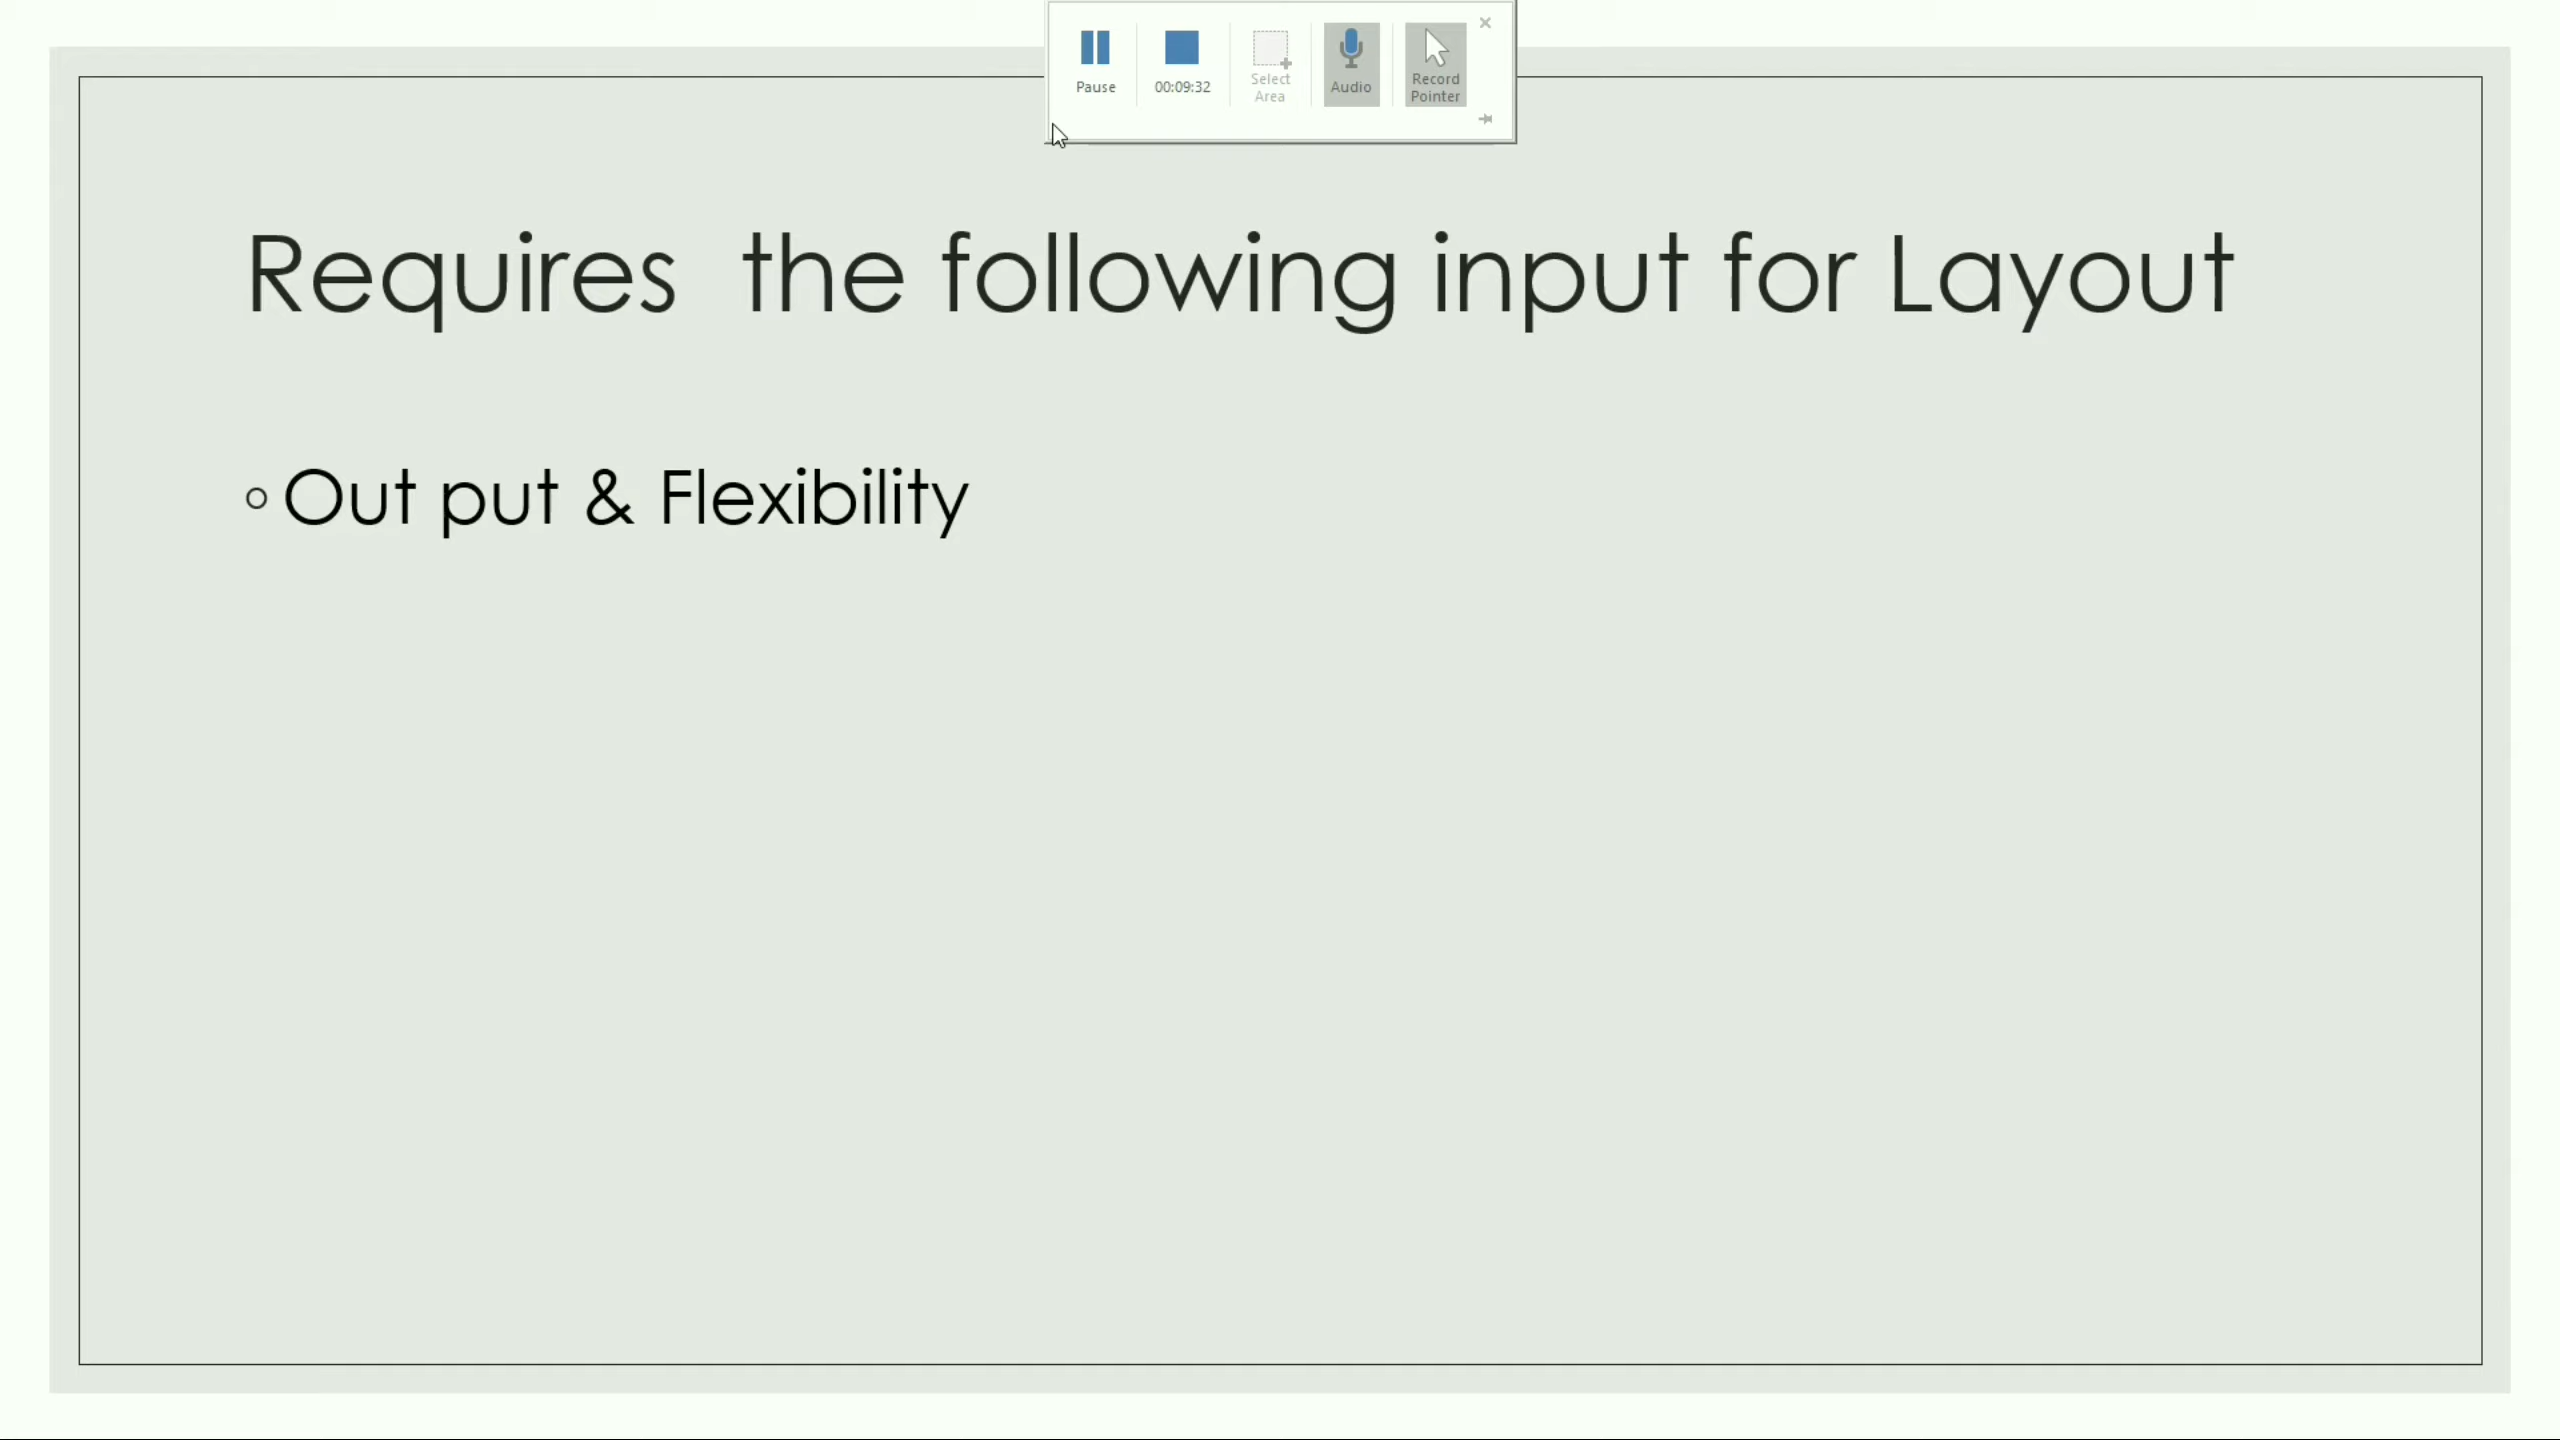 Pause
00:09:32
Select
Area
Audio
Record
Pointer
Requires  the following input for Layout
Out put & Flexibility